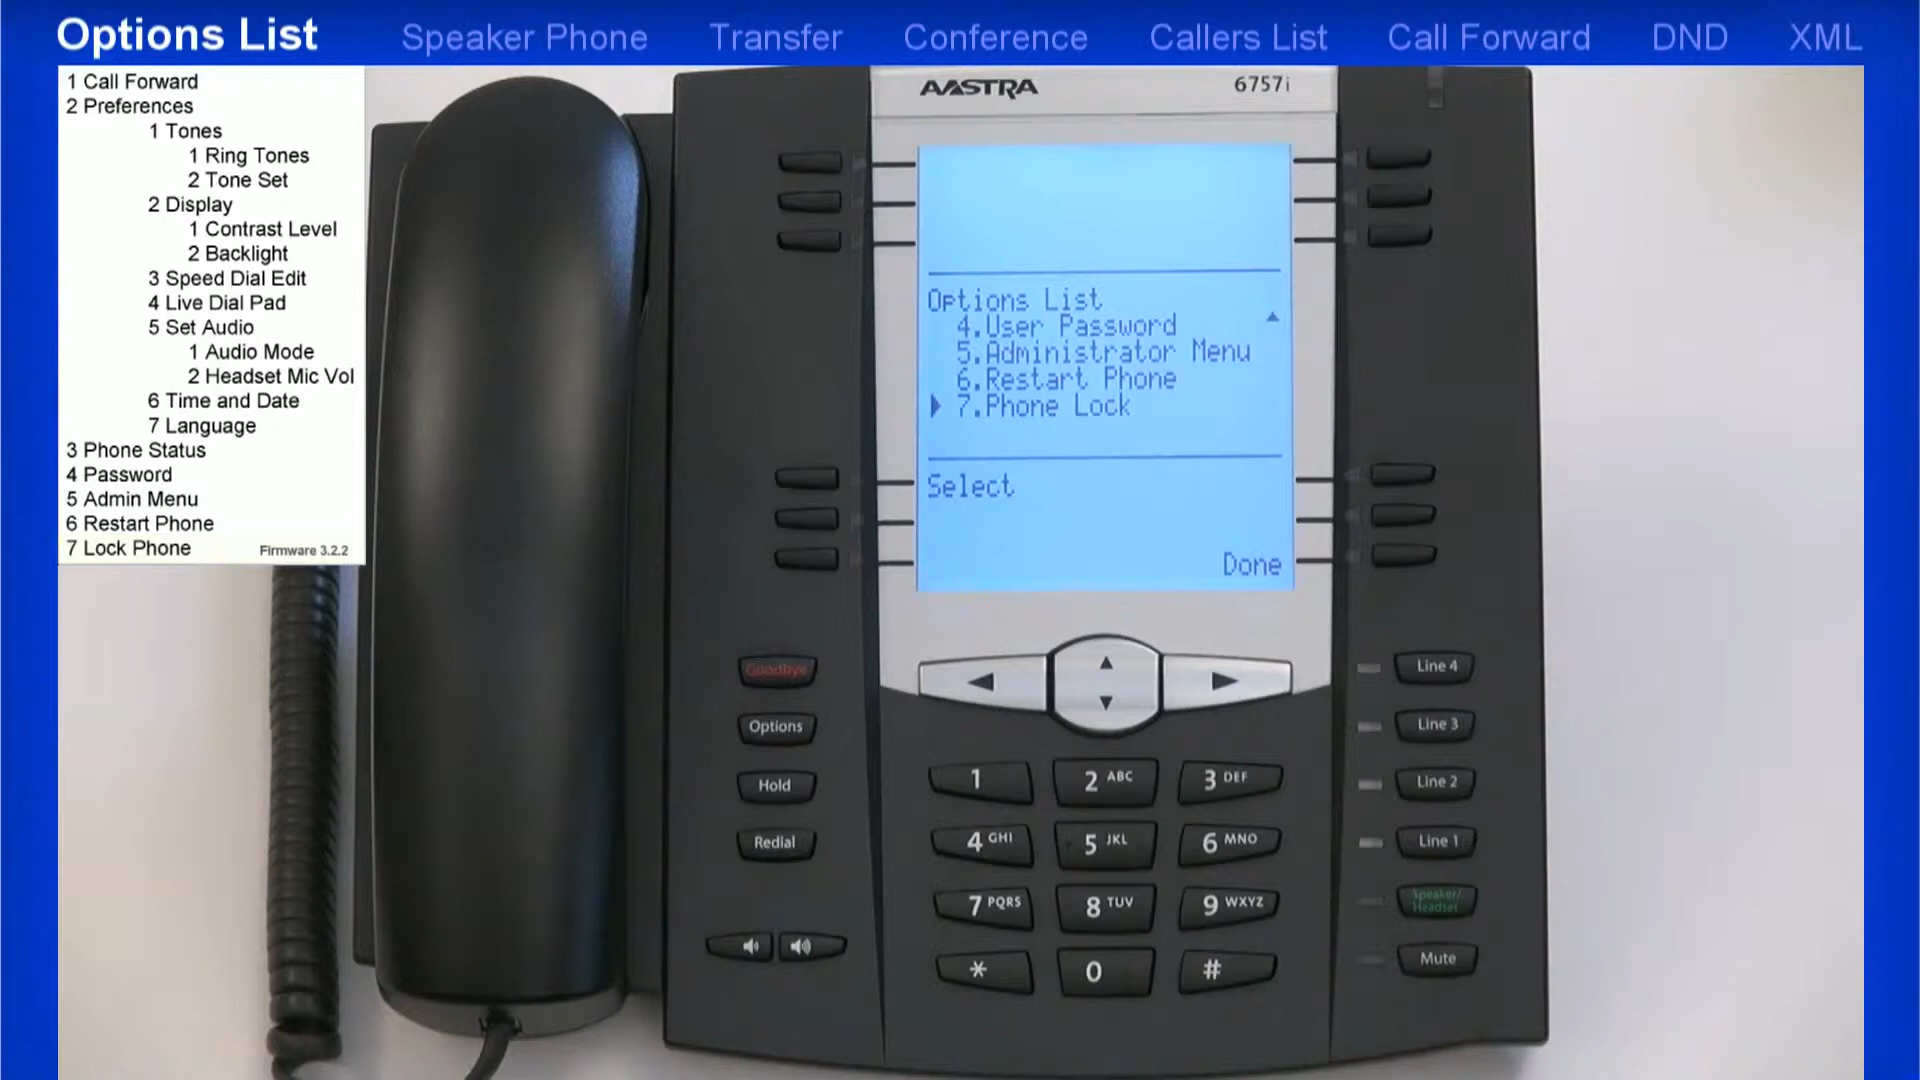 Options List
Speaker Phone
Transfer
Conference
Callers List
Call Forward
DND
XML
1 Call Forward
2 Preferences
1 Tones
1 Ring Tones
2 Tone Set
2 Display
1 Contrast Level
2 Backlight
3 Speed Dial Edit
4 Live Dial Pad
5 Set Audio
1 Audio Mode
2 Headset Mic Vol
6 Time and Date
7 Language
3 Phone Status
4 Password
5 Admin Menu
6 Restart Phone
7 Lock Phone
Firmware 3.2.2
AASTRA
6757i
Options List
4.User Password
5.Administrator Menu
6.Restart Phone
7.Phone Lock
Select
Done
Goodbye
Options
Hold
Redial
1
2 ABC
3 DEF
4 GHI
5 JKL
6 MNO
7 PQRS
8 TUV
9 WXYZ
*
0
#
Line 4
Line 3
Line 2
Line 1
Speaker/
Headset
Mute